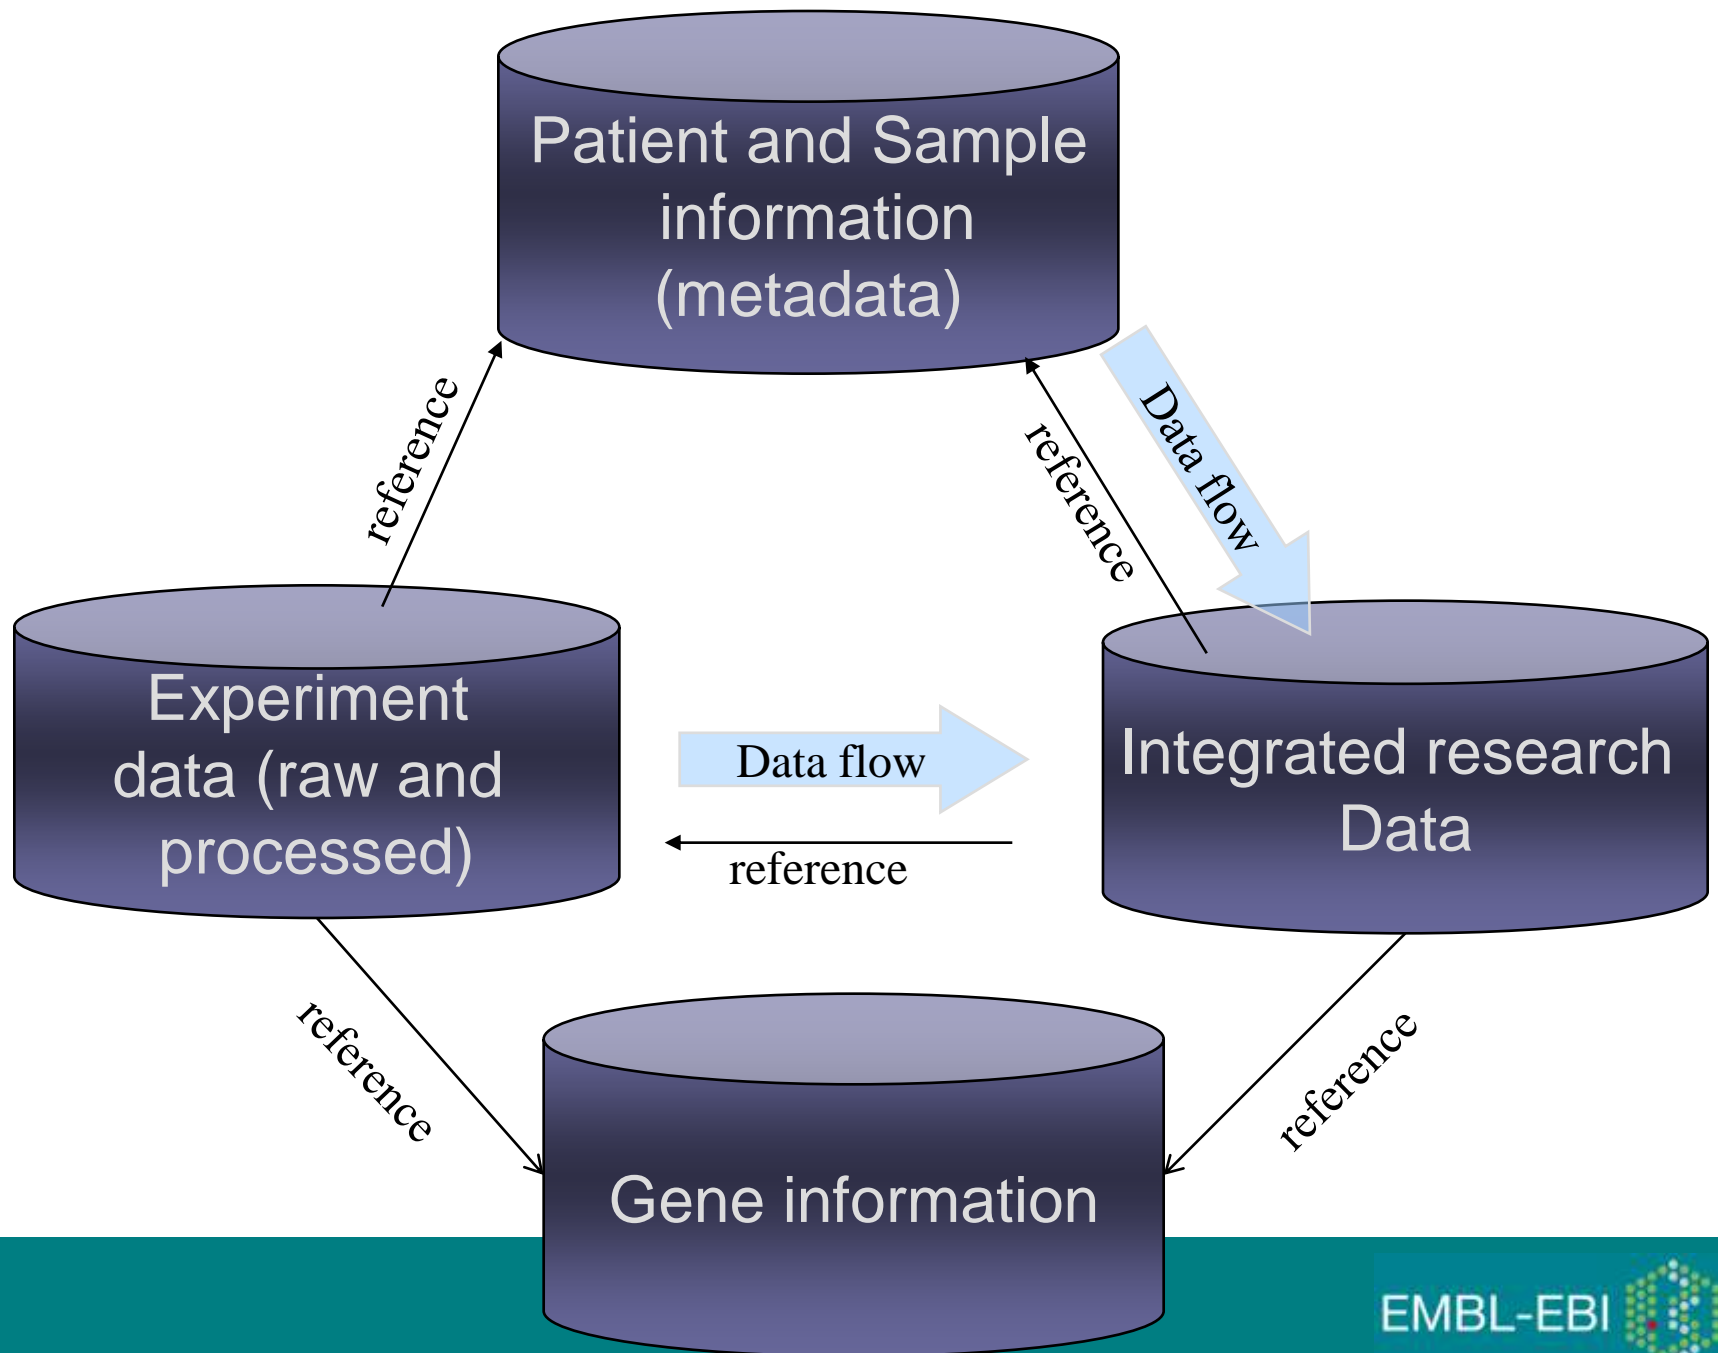 Patient and Sample
information
(metadata)
reference
reference
Data flow
Experiment
data (raw and
processed)
Data flow
reference
Integrated research
Data
reference
reference
Gene information
EMBL-EBI